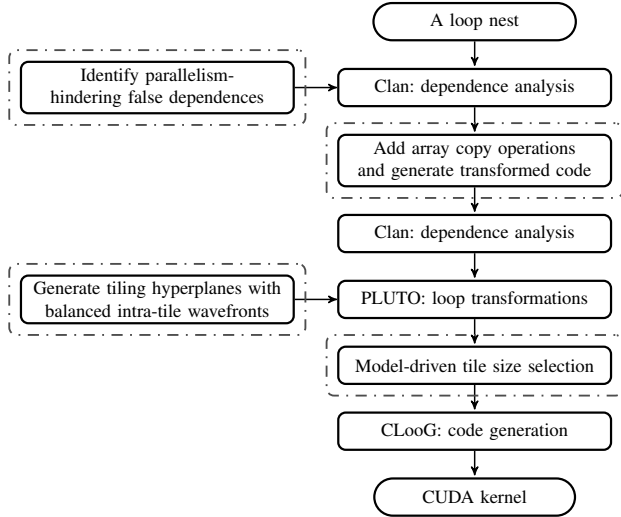 A loop nest
Identify parallelism-
hindering false dependences
Clan: dependence analysis
Add array copy operations
and generate transformed code
Clan: dependence analysis
Generate tiling hyperplanes with
balanced intra-tile wavefronts
PLUTO: loop transformations
Model-driven tile size selection
CLooG: code generation
CUDA kernel